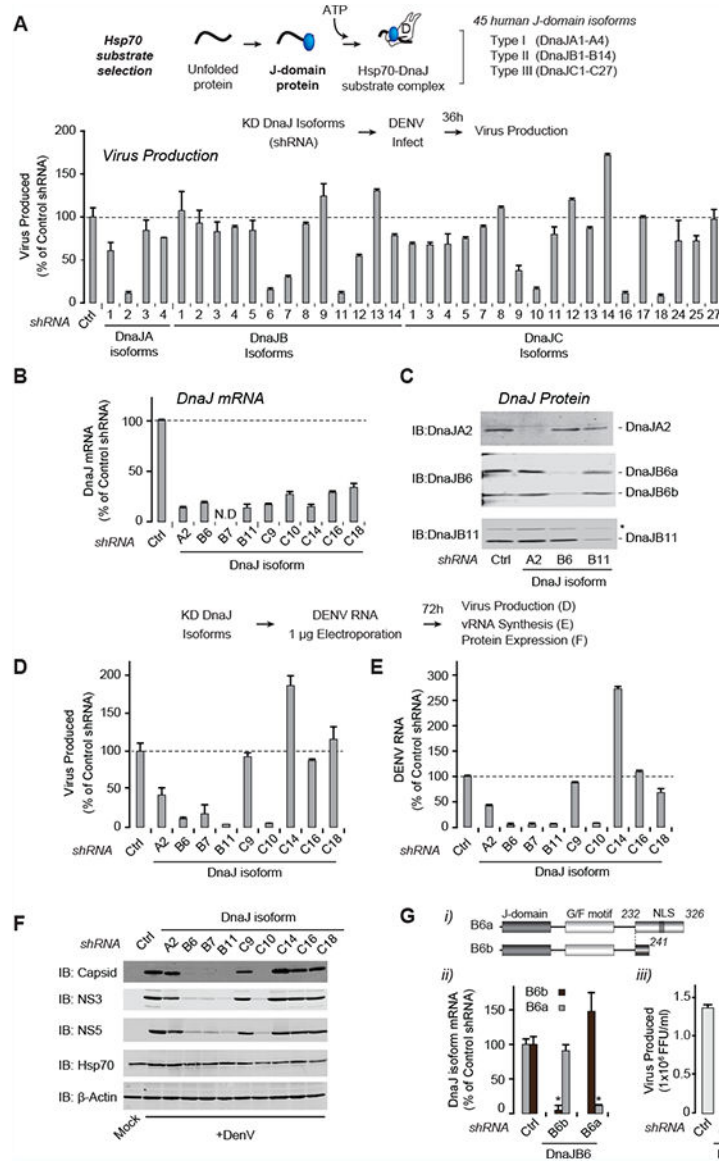 A
Hsp70
substrate
selection
ATP
D
Unfolded
protein
J-domain
protein
Hsp70-DnaJ
substrate complex
45 human J-domain isoforms
Type I (DnaJA1-A4)
Type II (DnaJB1-B14)
Type III (DnaJC1-C27)
KD DnaJ Isoforms
(shRNA)
DENV
Infect
36h
Virus Production
Virus Production
Virus Produced
(% of Control shRNA)
200
150
100
50
0
shRNA
Ctrl 1 2 3 4 1 2 3 4 5 6 7 8 9 11 12 13 14 1 3 4 5 7 8 9 10 11 12 13 14 16 17 18 24 25 27
DnaJA
isoforms
DnaJB
Isoforms
DnaJC
Isoforms
B
DnaJ mRNA
DnaJ mRNA
(% of Control shRNA)
100
50
0
N.D
shRNA
Ctrl A2 B6 B7 B11 C9 C10 C14 C16 C18
DnaJ isoform
C
DnaJ Protein
IB:DnaJA2
- DnaJA2
IB:DnaJB6
DnaJB6a
DnaJB6b
IB:DnaJB11
*
- DnaJB11
shRNA Ctrl A2 B6 B11
DnaJ isoform
KD DnaJ
Isoforms
DENV RNA
1 µg Electroporation
72h
Virus Production (D)
vRNA Synthesis (E)
Protein Expression (F)
D
Virus Produced
(% of Control shRNA)
200
150
100
50
0
shRNA
Ctrl A2 B6 B7 B11 C9 C10 C14 C16 C18
DnaJ isoform
E
DENV RNA
(% of Control shRNA)
300
250
200
150
100
50
0
shRNA
Ctrl A2 B6 B7 B11 C9 C10 C14 C16 C18
DnaJ isoform
F
DnaJ isoform
shRNA
Ctrl A2 B6 B7 B11 C9 C10 C14 C16 C18
IB: Capsid
IB: NS3
IB: NS5
IB: Hsp70
IB: β-Actin
Mock
+DenV
G
i)
J-domain G/F motif 232 NLS 326
B6a
B6b
241
ii)
B6b
B6a
DnaJ isoform mRNA
(% of Control shRNA)
200
150
100
50
0
* *
shRNA
Ctrl B6b B6a
DnaJB6
iii)
Virus Produced
(1x10⁶ FFU/ml)
1.5
1.0
0.5
0
shRNA Ctrl